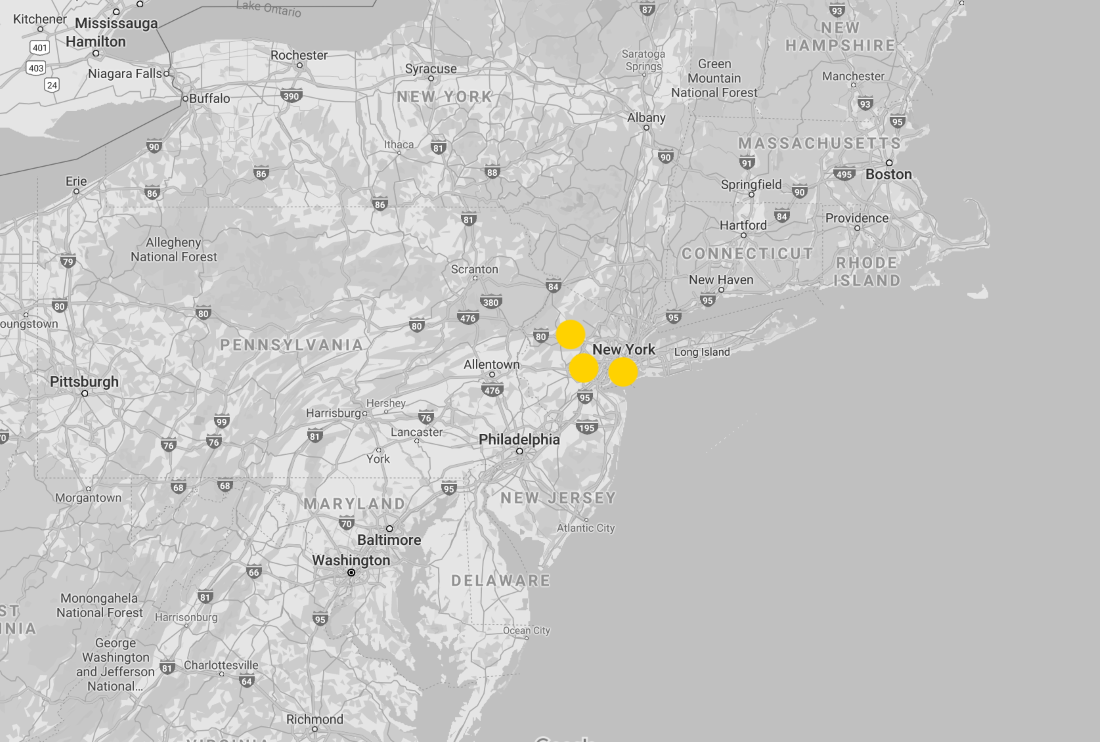 Kitchener
Mississauga
Lake Ontario
87
93
401
Hamilton
NEW
HAMPSHIRE
403
Niagara Falls
Rochester
Saratoga
Springs
Green
Mountain
National Forest
Manchester
24
Syracuse
Buffalo
390
NEW YORK
93
Albany
95
90
Ithaca
81
MASSACHUSETTS
86
88
90
91
495
Boston
Erie
86
86
Springfield
90
81
84
Providence
Hartford
Allegheny
National Forest
79
CONNECTICUT
RHODE
ISLAND
Scranton
84
New Haven
80
380
95
80
476
95
oungstown
80
80
PENNSYLVANIA
New York
Long Island
Allentown
Pittsburgh
476
95
Hershey
Harrisburg
76
99
195
70
76
76
81
Lancaster
Philadelphia
York
68
68
95
Morgantown
MARYLAND
NEW JERSEY
70
Atlantic City
Baltimore
Washington
66
DELAWARE
81
Monongahela
National Forest
ST
NIA
Harrisonburg
95
Ocean City
George
Washington
and Jefferson
National...
81
Charlottesville
64
Richmond